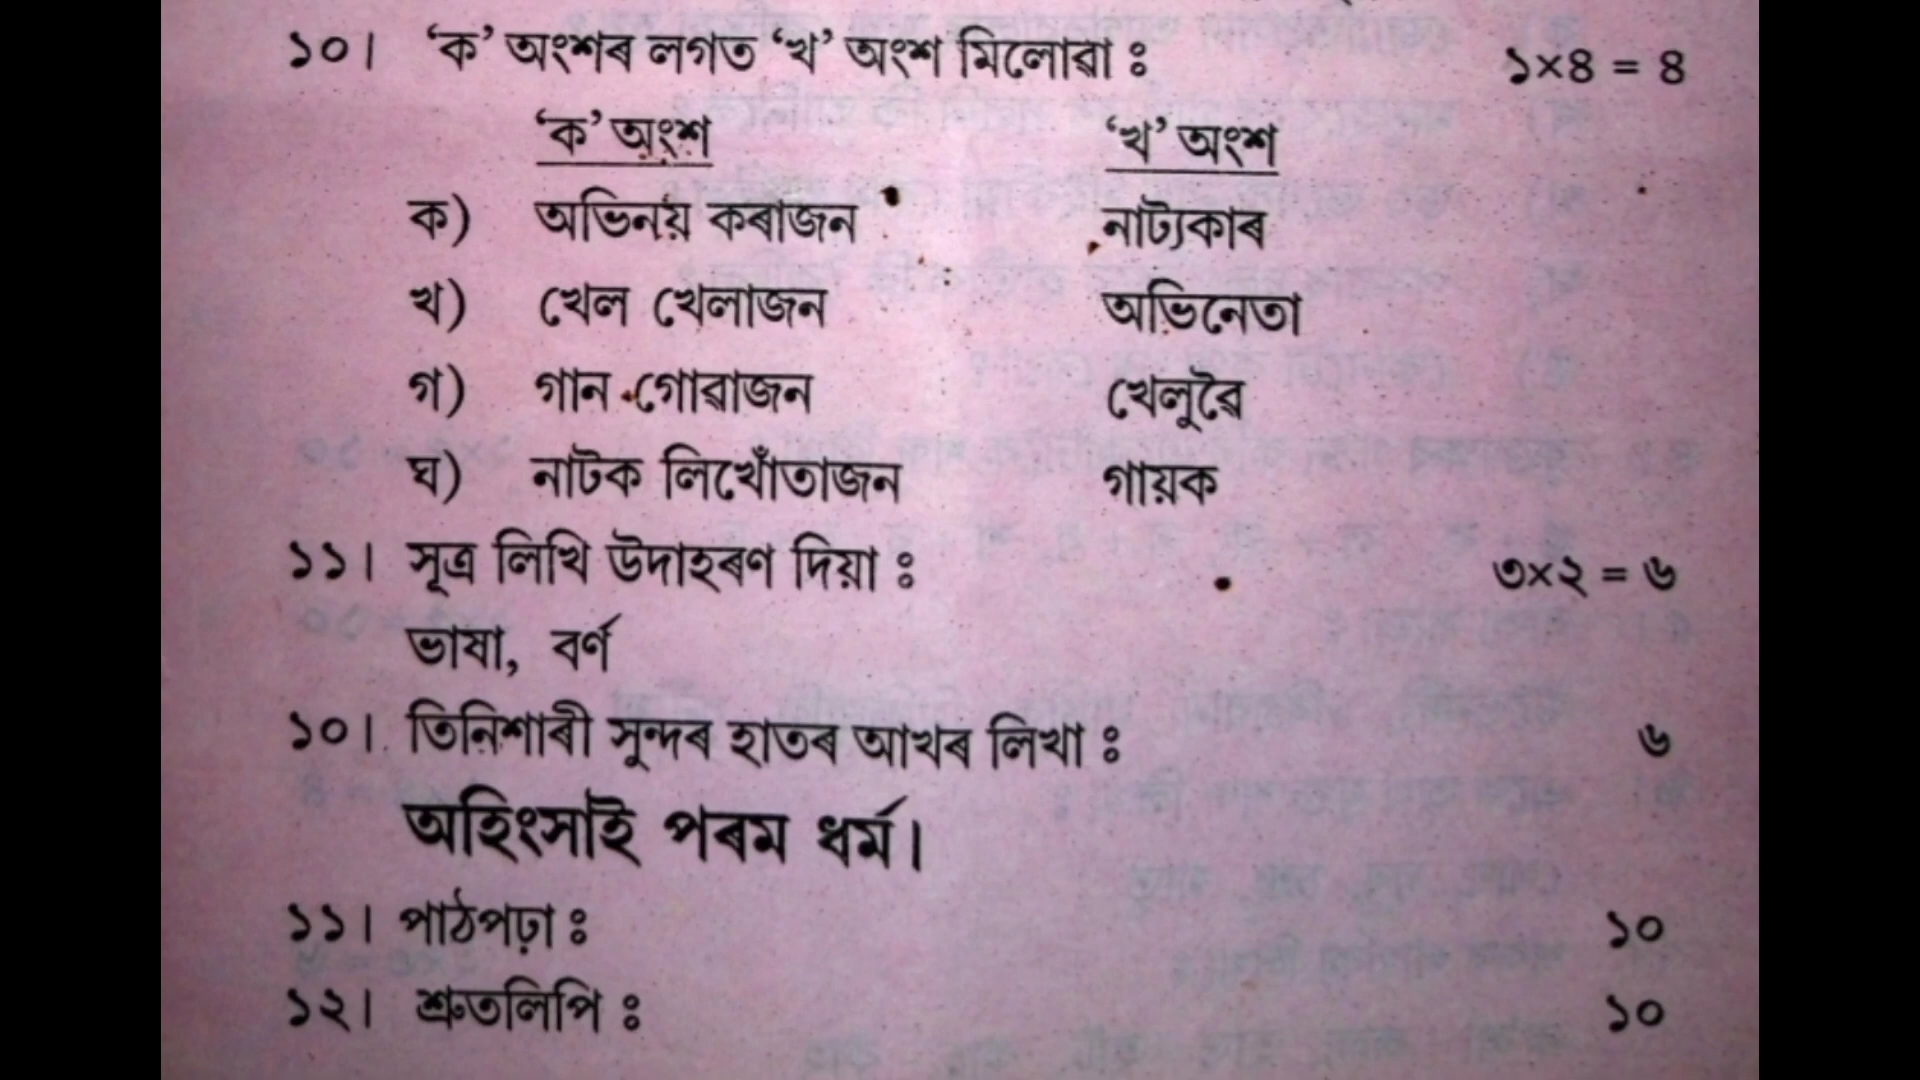 ১০। ‘ক’ অংশৰ লগত ‘খ’ অংশ মিলোৱা ঃ ১×৪ = ৪
‘ক’ অংশ ‘খ’ অংশ
ক) অভিনয় কৰাজন নাট্যকাৰ
খ) খেল খেলাজন অভিনেতা
গ) গান গোৱাজন খেলুৱৈ
ঘ) নাটক লিখোঁতাজন গায়ক
১১। সূত্ৰ লিখি উদাহৰণ দিয়া ঃ ৩×২ = ৬
ভাষা, বৰ্ণ
১০। তিনিশাৰী সুন্দৰ হাতৰ আখৰ লিখা ঃ ৬
অহিংসাই পৰম ধৰ্ম।
১১। পাঠপঢ়া ঃ ১০
১২। শ্ৰুতলিপি ঃ ১০